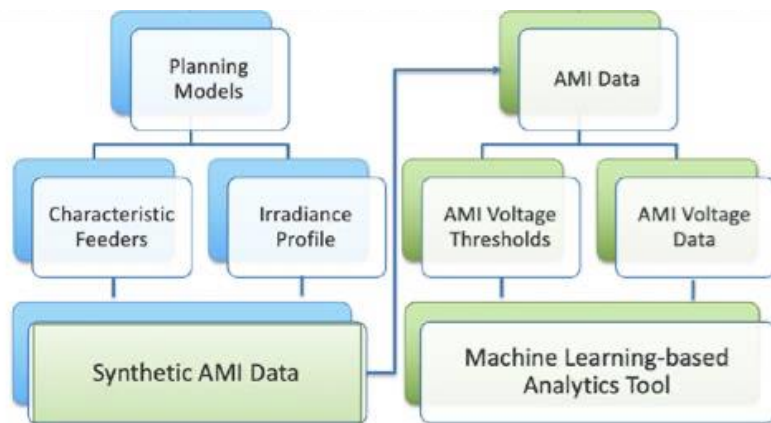 Planning
Models
AMI Data
Characteristic
Feeders
Irradiance
Profile
AMI Voltage
Thresholds
AMI Voltage
Data
Synthetic AMI Data
Machine Learning-based
Analytics Tool